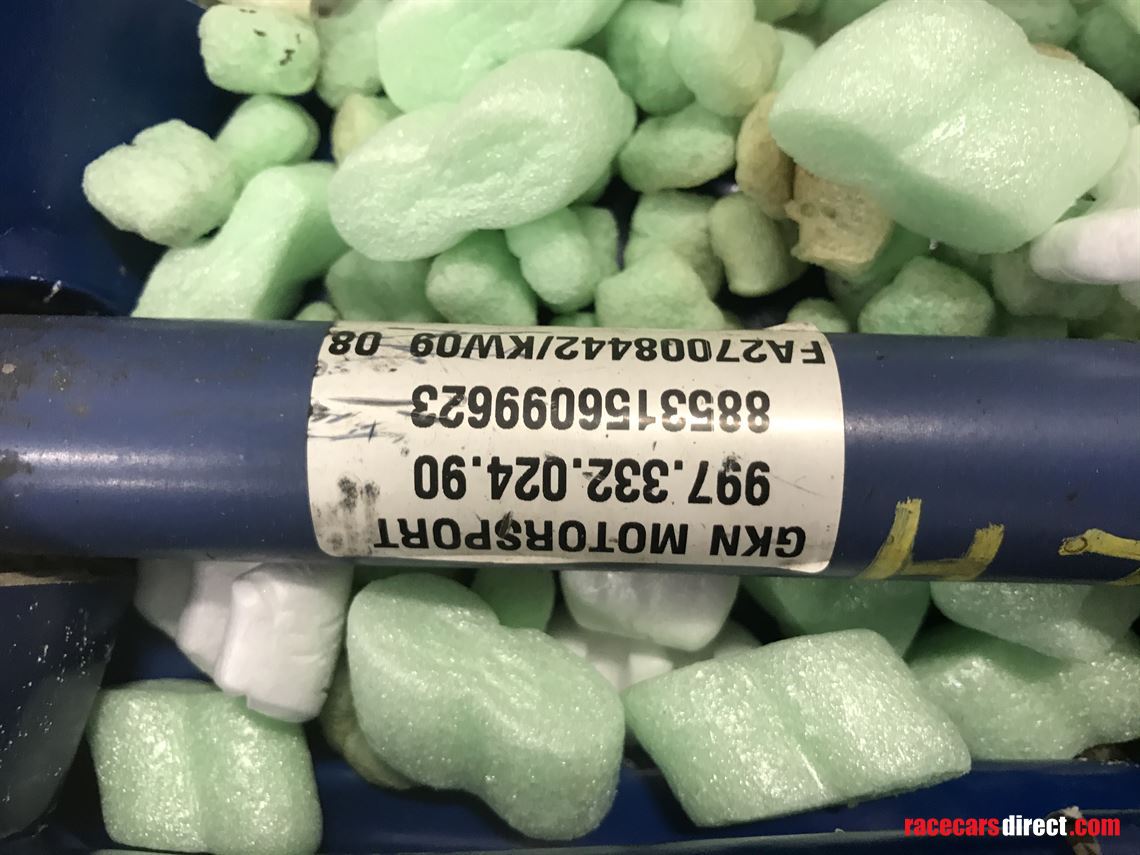 GKN MOTORSPORT
997.332.024.90
8853156099623
FA27008442/KW09 08
racecarsdirect.com